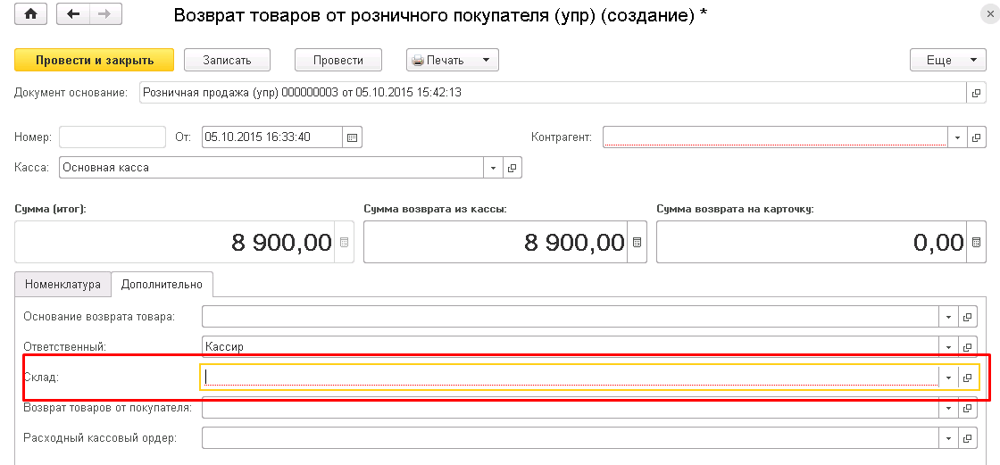 Возврат товаров от розничного покупателя (упр) (создание) *
Провести и закрыть Записать Провести Печать Еще
Документ основание: Розничная продажа (упр) 000000003 от 05.10.2015 15:42:13
Номер: От: 05.10.2015 16:33:40 Контрагент:
Касса: Основная касса
Сумма (итог): Сумма возврата из кассы: Сумма возврата на карточку:
8 900,00 8 900,00 0,00
Номенклатура Дополнительно
Основание возврата товара:
Ответственный: Кассир
Склад:
Возврат товаров от покупателя:
Расходный кассовый ордер: